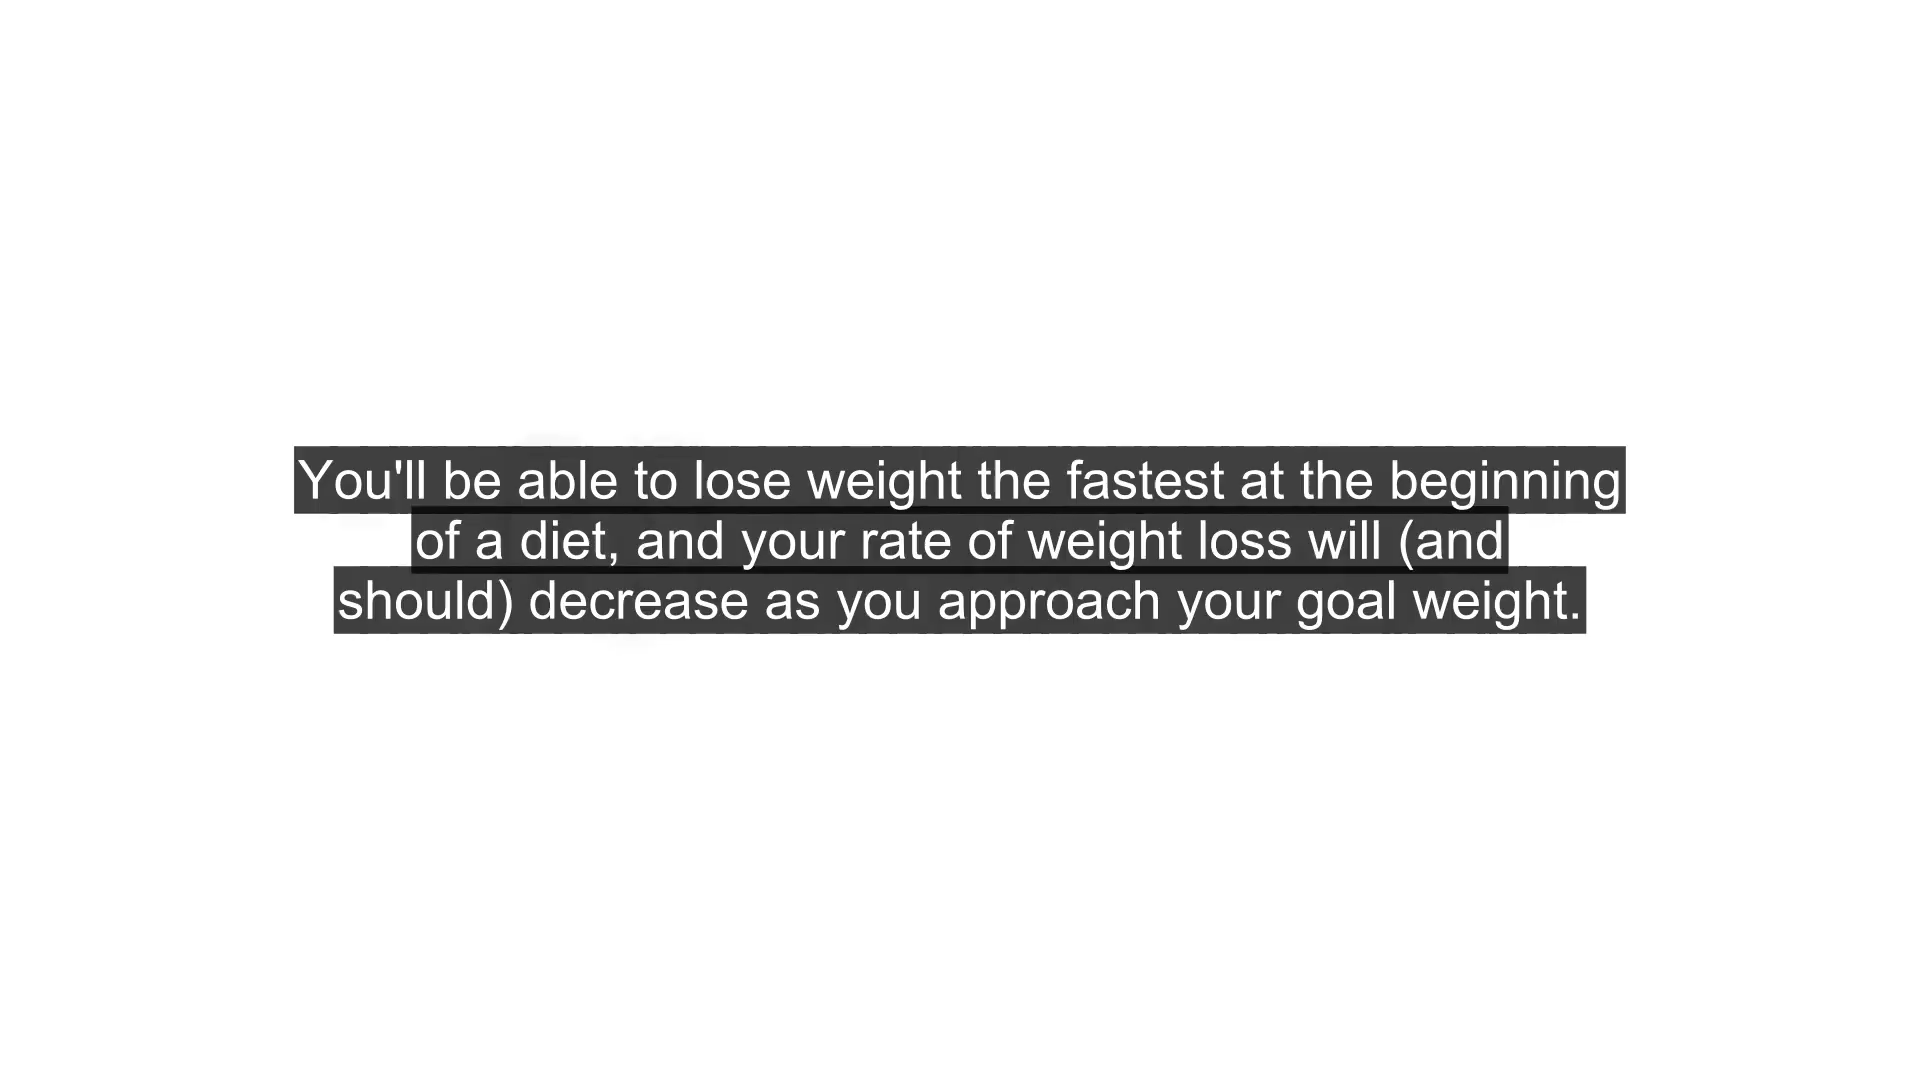 You'll be able to lose weight the fastest at the beginning
of a diet, and your rate of weight loss will (and
should) decrease as you approach your goal weight.